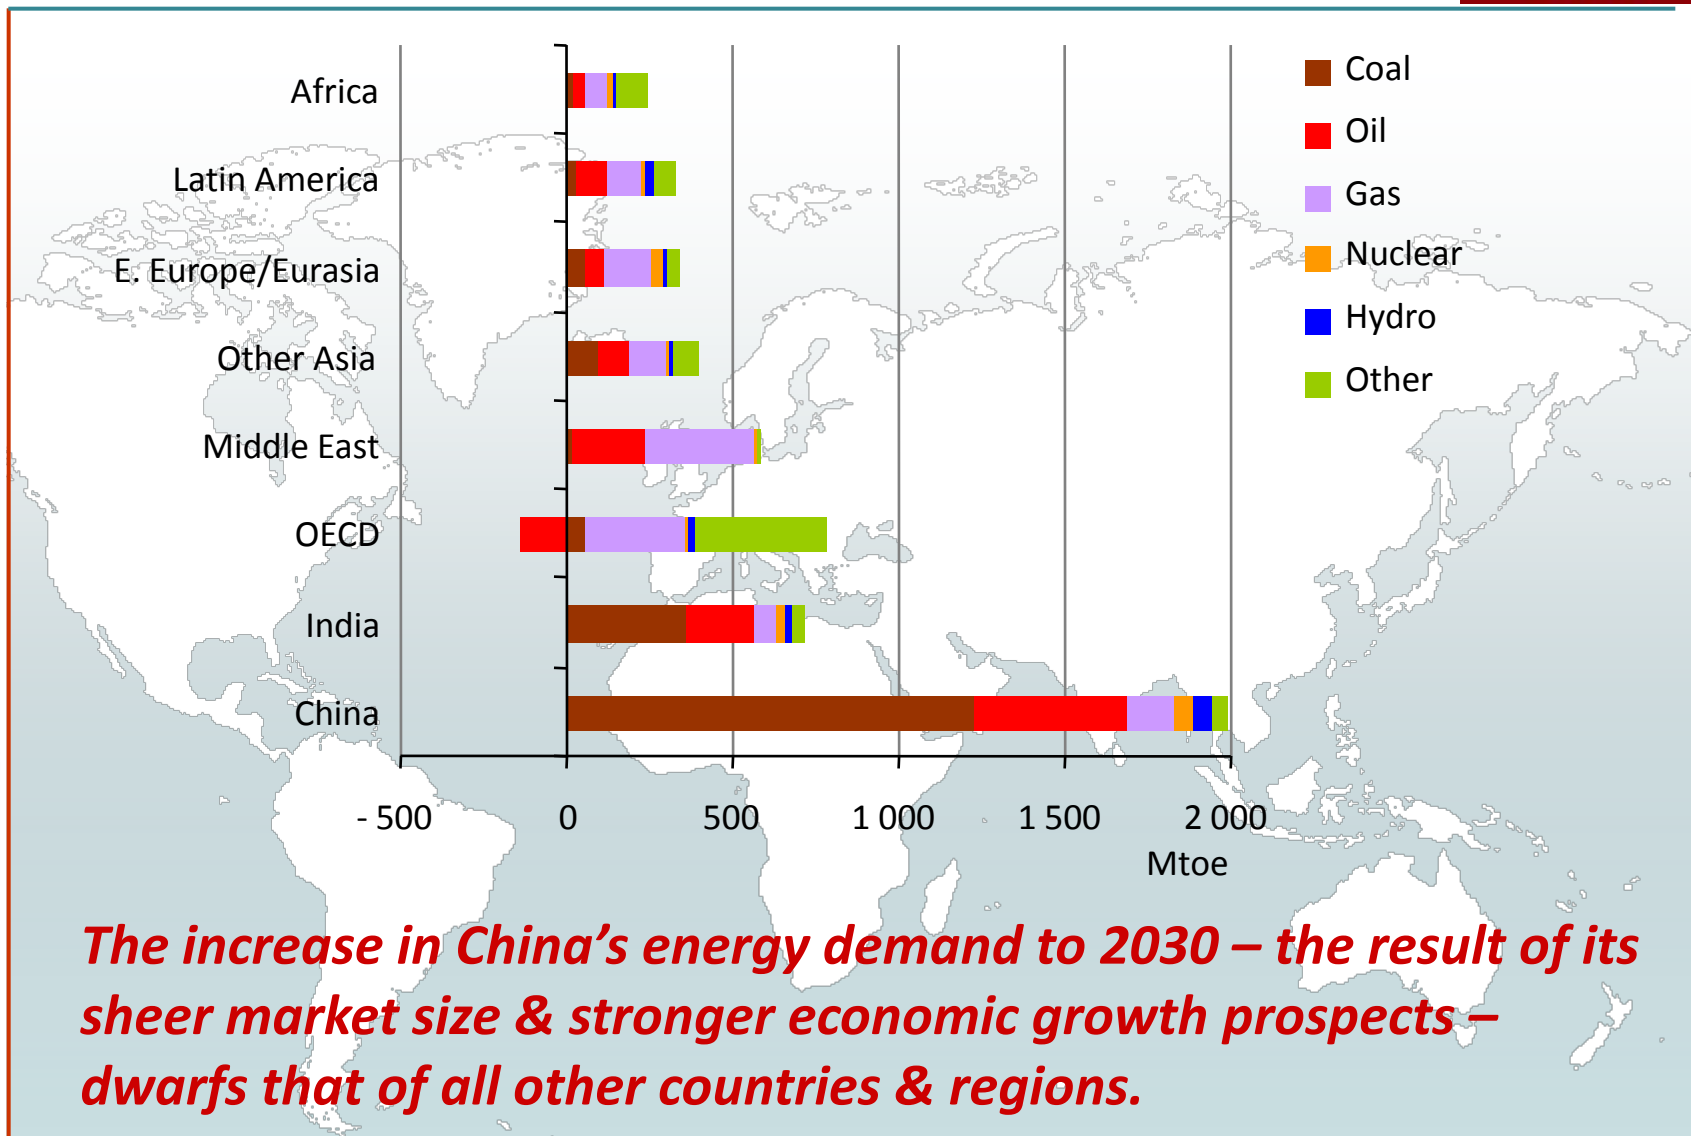 Africa
Latin America
E. Europe/Eurasia
Other Asia
Middle East
OECD
India
China
- 500
0
500
1 000
1 500
2 000
Mtoe
Coal
Oil
Gas
Nuclear
Hydro
Other
The increase in China’s energy demand to 2030 – the result of its
sheer market size & stronger economic growth prospects –
dwarfs that of all other countries & regions.